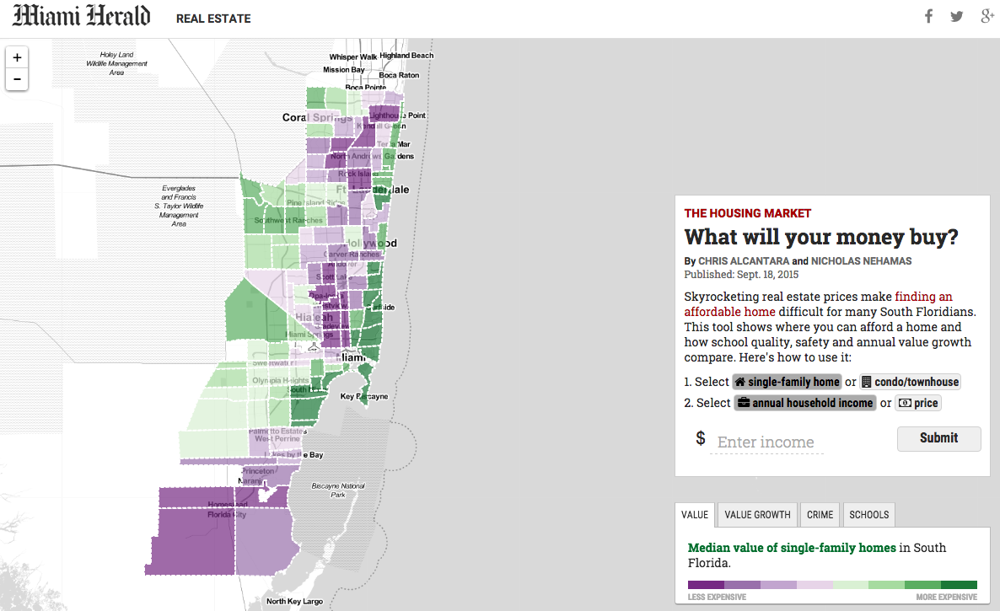 Miami Herald
REAL ESTATE
+
−
Holey Land
Wildlife Management
Area
Whisper Walk
Highland Beach
Mission Bay
Boca Raton
Boca Pointe
Coral Springs
Lighthouse Point
Kendall Green
Terra Mar
North Andrews Gardens
Rock Island
Ft. Lauderdale
Everglades
and Francis
S. Taylor Wildlife
Management
Area
Pine Island Ridge
Southwest Ranches
Hollywood
Carver Ranches
Andover
Scott Lake
Opa-locka
Westview
Surfside
Hialeah
Gladeview
Miami Springs
Miami
Sweetwater
Olympia Heights
South Miami
Key Biscayne
Palmetto Estates
West Perrine
Lakes by the Bay
Princeton
Naranja
Biscayne National
Park
Homestead
Florida City
North Key Largo
THE HOUSING MARKET
What will your money buy?
By CHRIS ALCANTARA and NICHOLAS NEHAMAS
Published: Sept. 18, 2015
Skyrocketing real estate prices make finding an
affordable home difficult for many South Floridians.
This tool shows where you can afford a home and
how school quality, safety and annual value growth
compare. Here's how to use it:
1. Select single-family home or condo/townhouse
2. Select annual household income or price
$ Enter income
Submit
VALUE
VALUE GROWTH
CRIME
SCHOOLS
Median value of single-family homes in South
Florida.
LESS EXPENSIVE
MORE EXPENSIVE